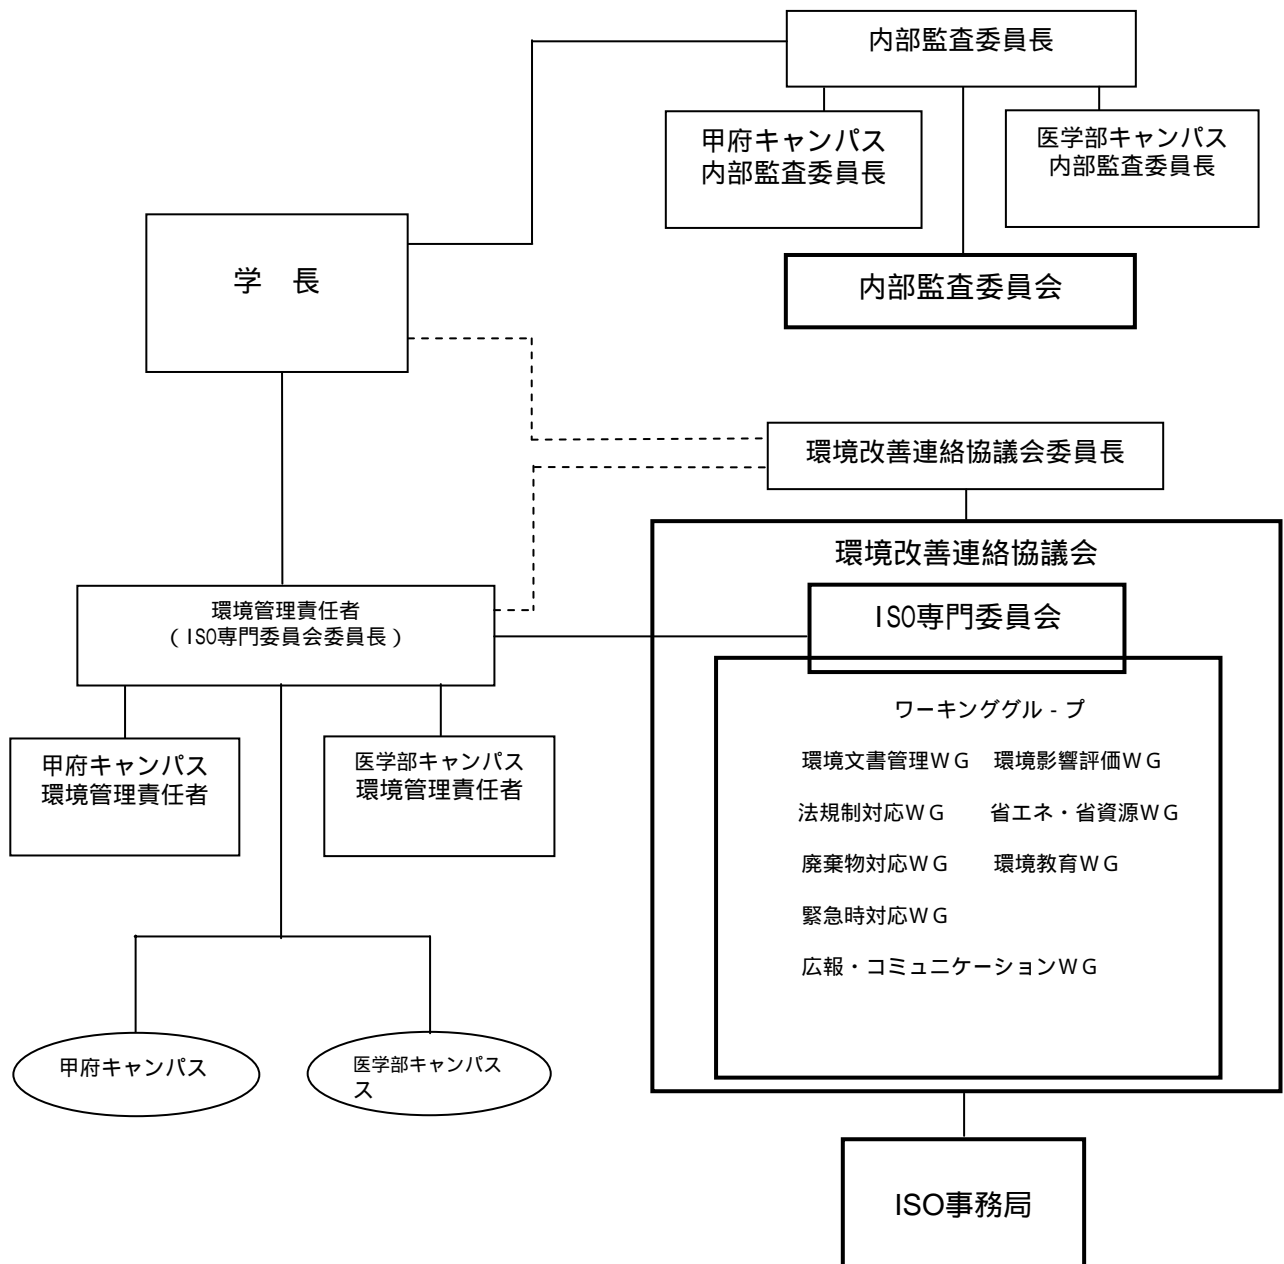 内部監査委員長
甲府キャンパス
内部監査委員長
医学部キャンパス
内部監査委員長
学 長
内部監査委員会
環境改善連絡協議会委員長
環境改善連絡協議会
環境管理責任者
(ISO専門委員会委員長)
ISO専門委員会
ワーキンググル-プ
甲府キャンパス
環境管理責任者
医学部キャンパス
環境管理責任者
環境文書管理WG 環境影響評価WG
法規制対応WG 省エネ・省資源WG
廃棄物対応WG 環境教育WG
緊急時対応WG
広報・コミュニケーションWG
甲府キャンパス
医学部キャンパス
ス
ISO事務局